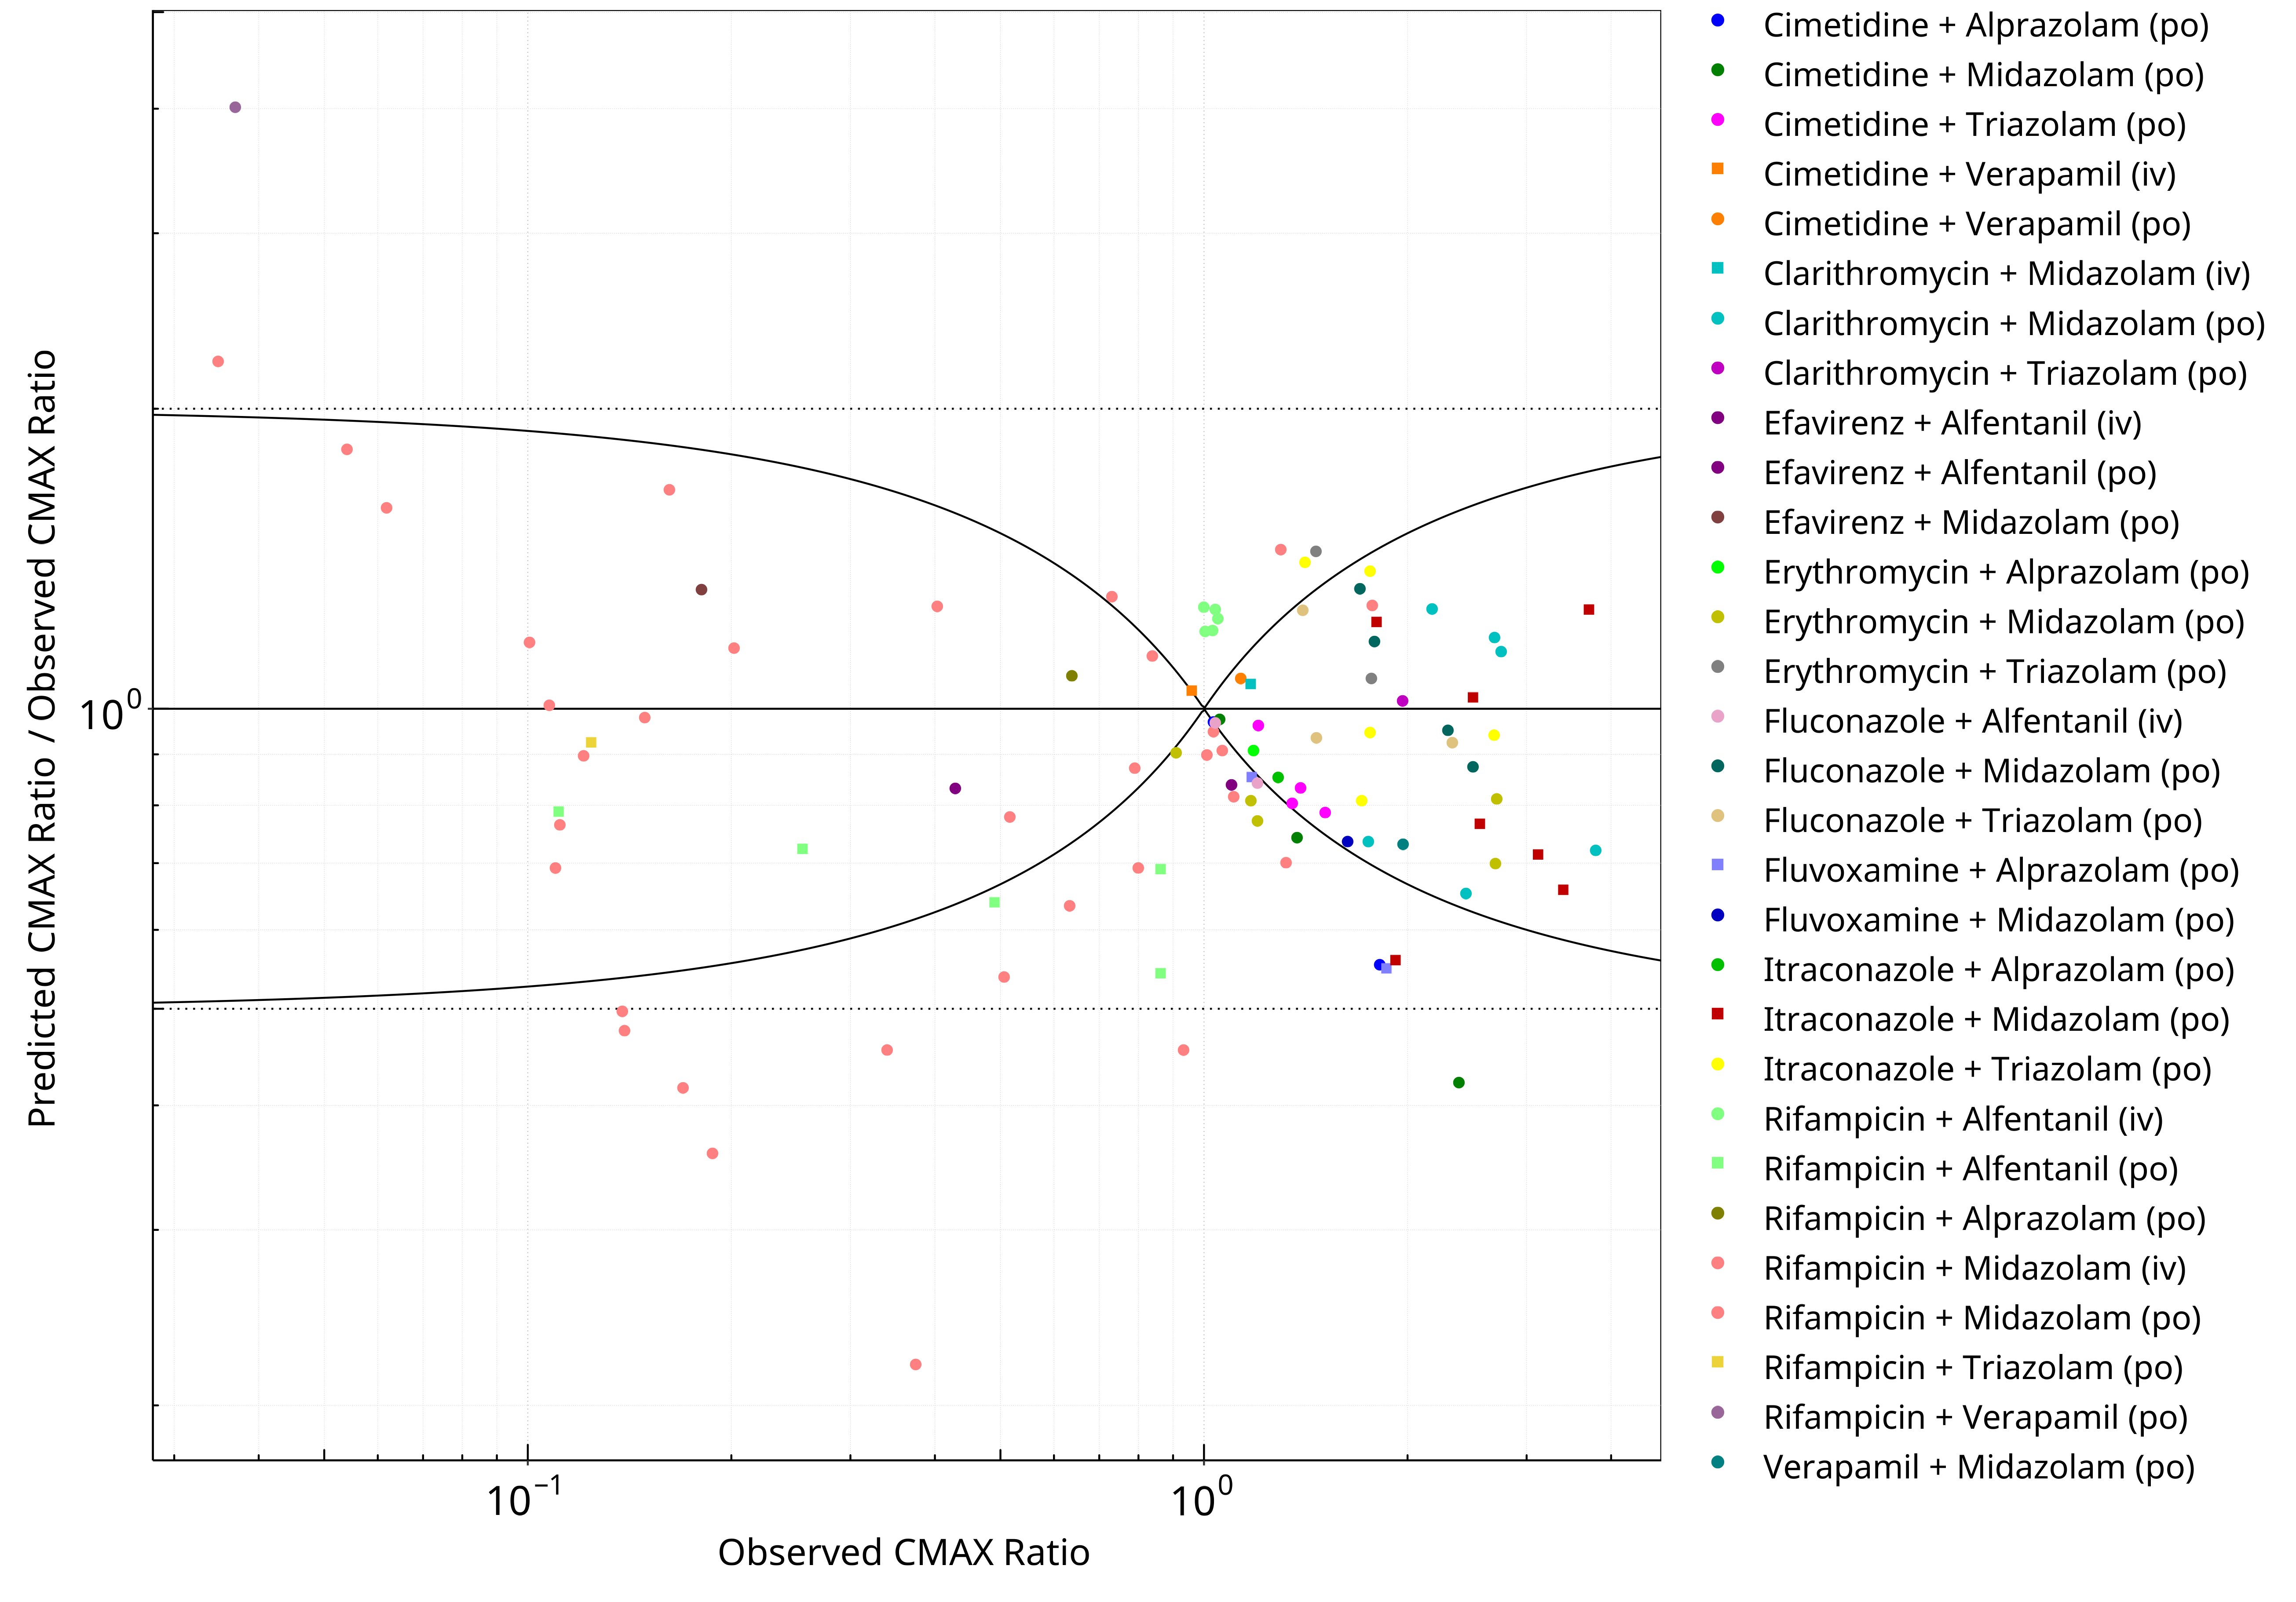 Predicted CMAX Ratio / Observed CMAX Ratio
10⁰
10⁻¹
10⁰
Observed CMAX Ratio
Cimetidine + Alprazolam (po)
Cimetidine + Midazolam (po)
Cimetidine + Triazolam (po)
Cimetidine + Verapamil (iv)
Cimetidine + Verapamil (po)
Clarithromycin + Midazolam (iv)
Clarithromycin + Midazolam (po)
Clarithromycin + Triazolam (po)
Efavirenz + Alfentanil (iv)
Efavirenz + Alfentanil (po)
Efavirenz + Midazolam (po)
Erythromycin + Alprazolam (po)
Erythromycin + Midazolam (po)
Erythromycin + Triazolam (po)
Fluconazole + Alfentanil (iv)
Fluconazole + Midazolam (po)
Fluconazole + Triazolam (po)
Fluvoxamine + Alprazolam (po)
Fluvoxamine + Midazolam (po)
Itraconazole + Alprazolam (po)
Itraconazole + Midazolam (po)
Itraconazole + Triazolam (po)
Rifampicin + Alfentanil (iv)
Rifampicin + Alfentanil (po)
Rifampicin + Alprazolam (po)
Rifampicin + Midazolam (iv)
Rifampicin + Midazolam (po)
Rifampicin + Triazolam (po)
Rifampicin + Verapamil (po)
Verapamil + Midazolam (po)